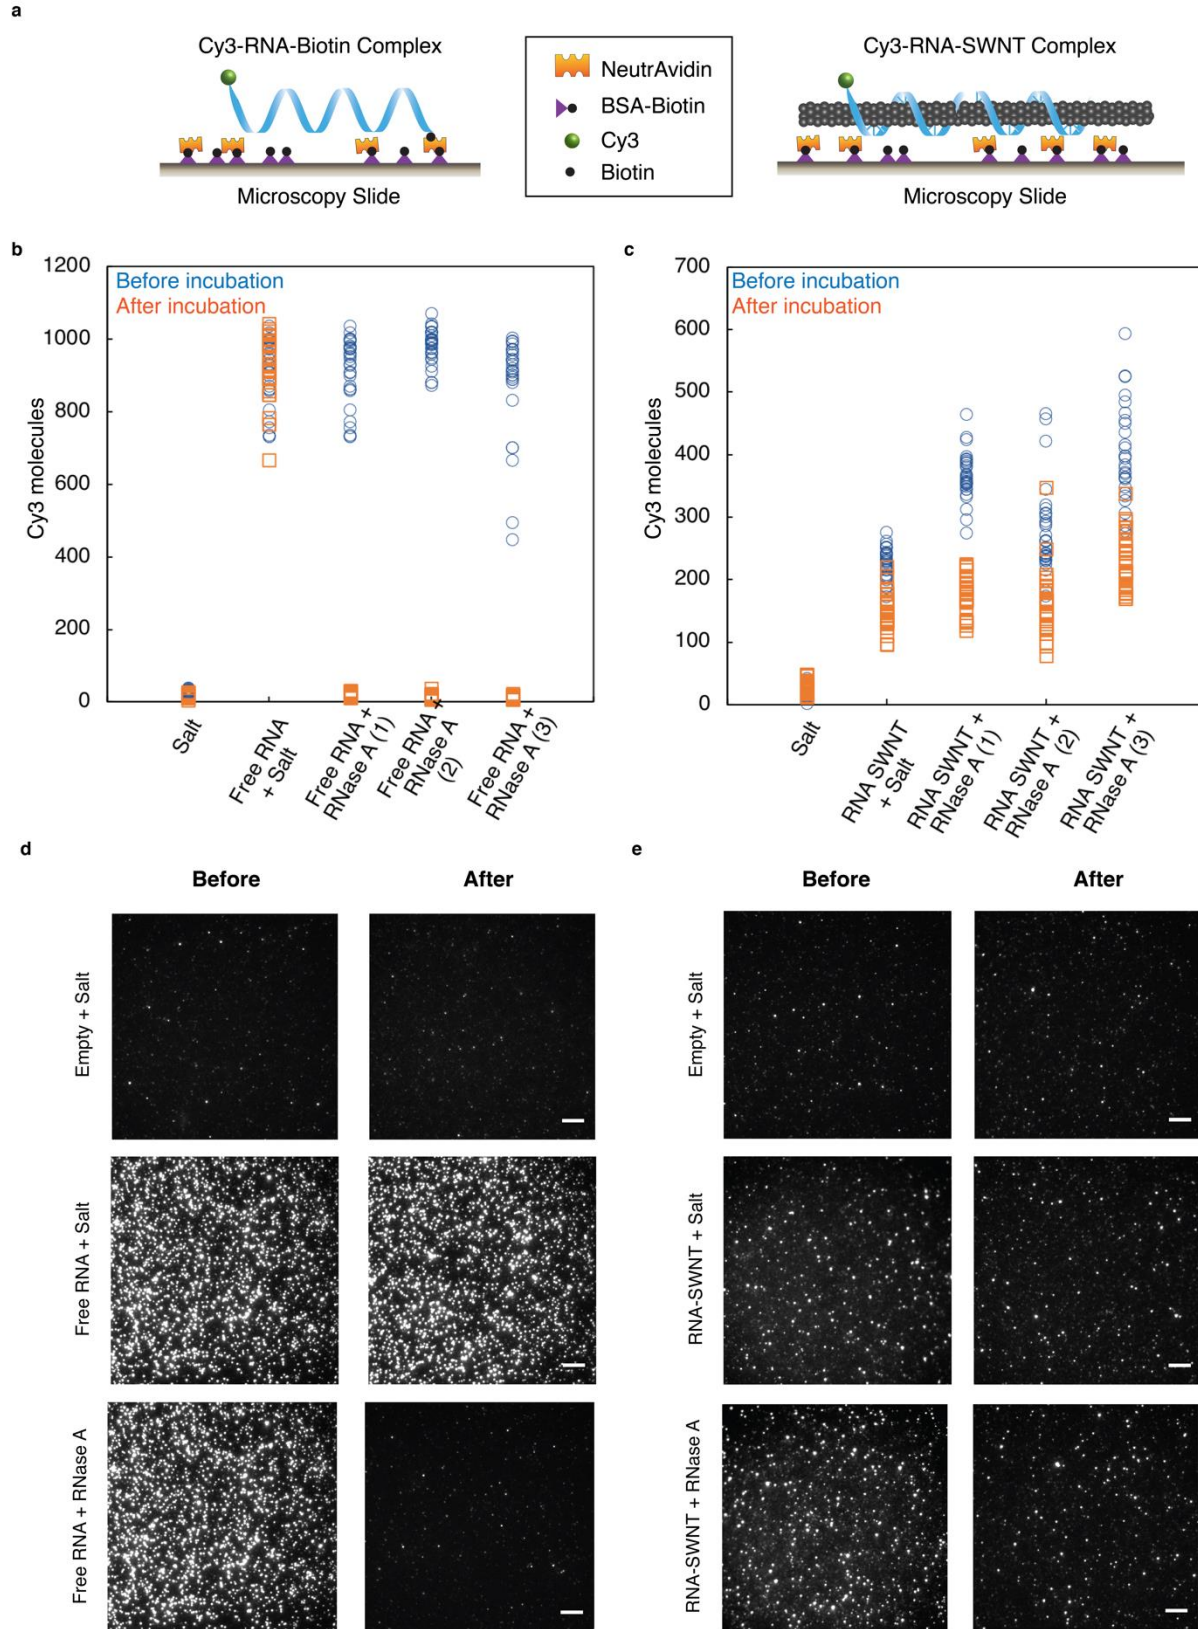 a
Cy3-RNA-Biotin Complex
Microscopy Slide
NeutrAvidin
BSA-Biotin
Cy3
Biotin
Cy3-RNA-SWNT Complex
Microscopy Slide
b
Before incubation
After incubation
Cy3 molecules
1200
1000
800
600
400
200
0
Salt
Free RNA
+ Salt
Free RNA +
RNase A (1)
Free RNA +
RNase A
(2)
Free RNA +
RNase A (3)
c
Before incubation
After incubation
Cy3 molecules
700
600
500
400
300
200
100
0
Salt
RNA SWNT
+ Salt
RNA SWNT +
RNase A (1)
RNA SWNT +
RNase A (2)
RNA SWNT +
RNase A (3)
d
Before
After
Empty + Salt
Free RNA + Salt
Free RNA + RNase A
e
Before
After
Empty + Salt
RNA-SWNT + Salt
RNA-SWNT + RNase A